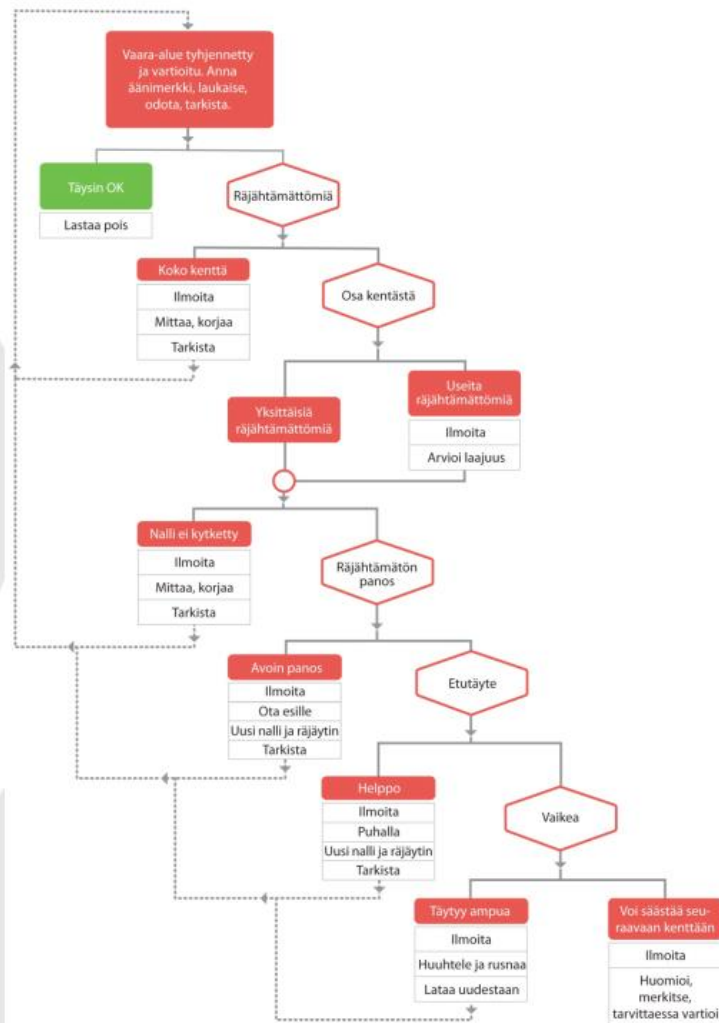 Vaara-alue tyhjennetty
ja vartioitu. Anna
äänimerkki, laukaise,
odota, tarkista.
Täysin OK
Lastaa pois
Räjähtämättömiä
Koko kenttä
Ilmoita
Mittaa, korjaa
Tarkista
Osa kentästä
Yksittäisiä
räjähtämättömiä
Useita
räjähtämättömiä
Ilmoita
Arvioi laajuus
Nalli ei kytketty
Ilmoita
Mittaa, korjaa
Tarkista
Räjähtämätön
panos
Avoin panos
Ilmoita
Ota esille
Uusi nalli ja räjäytin
Tarkista
Etutäyte
Helppo
Ilmoita
Puhalla
Uusi nalli ja räjäytin
Tarkista
Vaikea
Täytyy ampua
Ilmoita
Huuhtele ja rusnaa
Lataa uudestaan
Voi säästää seu-
raavaan kenttään
Ilmoita
Huomioi,
merkitse,
tarvittaessa vartioi